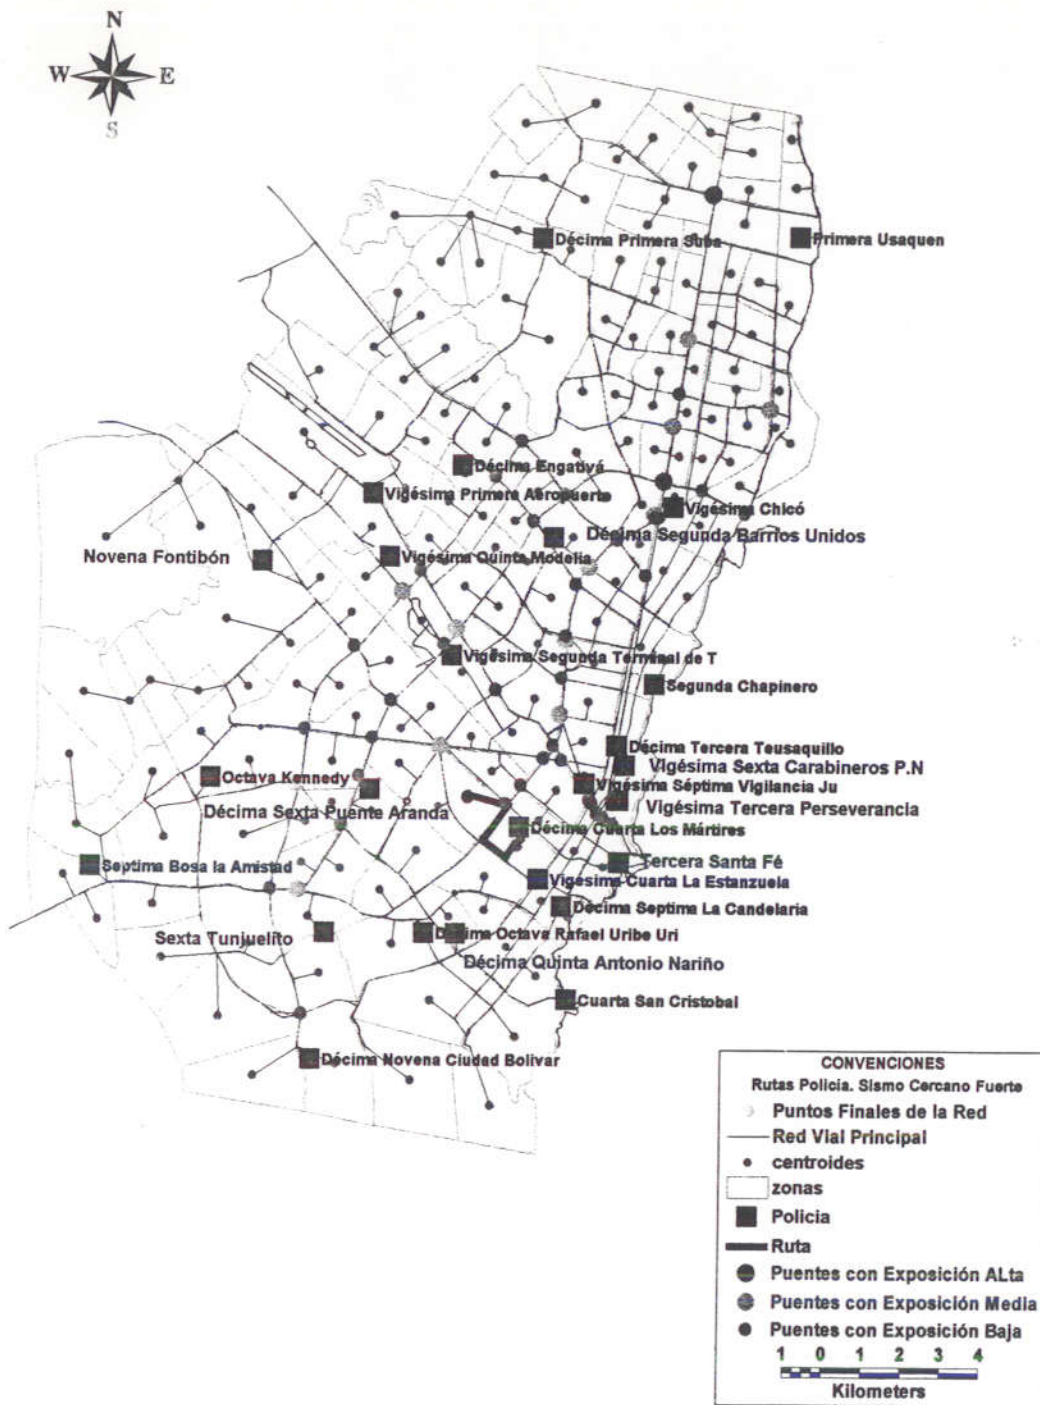 N
W E
S
Décima Primera Suba
Primera Usaquen
Décima Engativá
Vigésima Primera Aeropuerto
Vigésima Chicó
Décima Segunda Barrios Unidos
Novena Fontibón
Vigésima Quinta Modelia
Vigésima Segunda Terminal de T
Segunda Chapinero
Décima Tercera Teusaquillo
Vigésima Sexta Carabineros P.N
Octava Kennedy
Vigésima Séptima Vigilancia Ju
Décima Sexta Puente Aranda
Vigésima Tercera Perseverancia
Décima Cuarta Los Mártires
Septima Bosa la Amistad
Tercera Santa Fé
Vigésima Cuarta La Estanzuela
Décima Septima La Candelaria
Sexta Tunjuelito
Décima Octava Rafael Uribe Uri
Décima Quinta Antonio Nariño
Cuarta San Cristobal
Décima Novena Ciudad Bolivar
CONVENCIONES
Rutas Policia. Sismo Cercano Fuerte
Puntos Finales de la Red
Red Vial Principal
centroides
zonas
Policia
Ruta
Puentes con Exposición ALta
Puentes con Exposición Media
Puentes con Exposición Baja
1 0 1 2 3 4
Kilometers